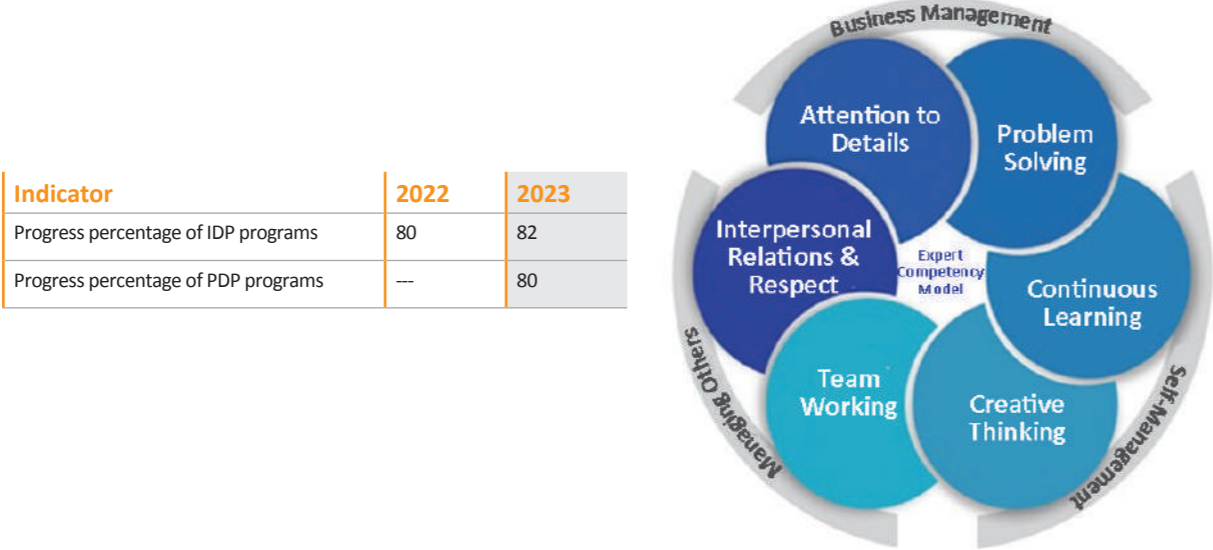 Indicator 2022 2023
Progress percentage of IDP programs 80 82
Progress percentage of PDP programs --- 80
Business Management
Attention to
Details
Problem
Solving
Interpersonal
Relations &
Respect
Expert
Competency
Model
Continuous
Learning
Team
Working
Creative
Thinking
Managing Others
Self-Management